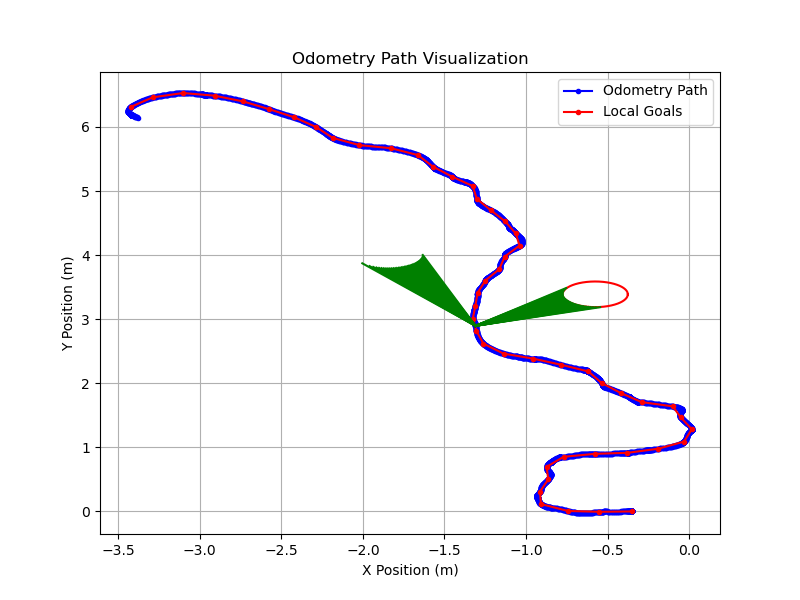 Odometry Path Visualization
Odometry Path
Local Goals
Y Position (m)
6
5
4
3
2
1
0
−3.5 −3.0 −2.5 −2.0 −1.5 −1.0 −0.5 0.0
X Position (m)